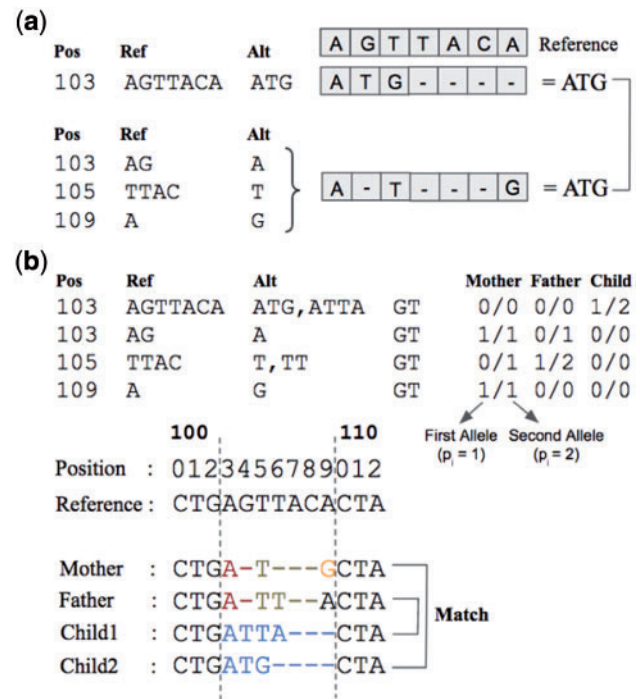 (a)
A G T T A C A Reference
Pos Ref Alt
103 AGTTACA ATG A T G - - - - = ATG
Pos Ref Alt
103 AG A
105 TTAC T A - T - - - G = ATG
109 A G
(b)
Pos Ref Alt Mother Father Child
103 AGTTACA ATG,ATTA GT 0/0 0/0 1/2
103 AG A GT 1/1 0/1 0/0
105 TTAC T,TT GT 0/1 1/2 0/0
109 A G GT 1/1 0/0 0/0
First Allele Second Allele
(pi = 1) (pi = 2)
100 110
Position : 0123456789012
Reference : CTGAGTTACACTA
Mother : CTGA-T---GCTA
Father : CTGA-TT--ACTA
Child1 : CTGATTA---CTA
Child2 : CTGATG----CTA
Match